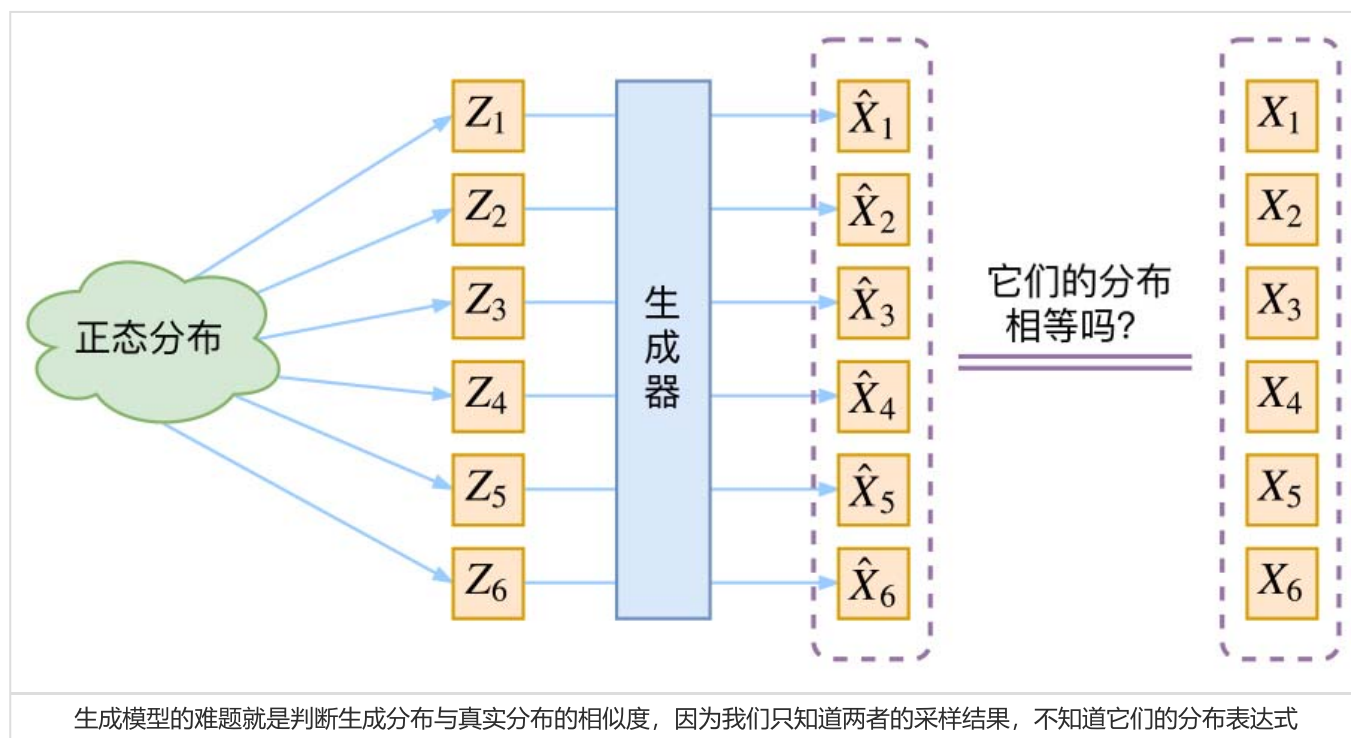 正态分布
Z₁
Z₂
Z₃
Z₄
Z₅
Z₆
生
成
器
X̂₁
X̂₂
X̂₃
X̂₄
X̂₅
X̂₆
它们的分布
相等吗?
X₁
X₂
X₃
X₄
X₅
X₆
生成模型的难题就是判断生成分布与真实分布的相似度，因为我们只知道两者的采样结果，不知道它们的分布表达式